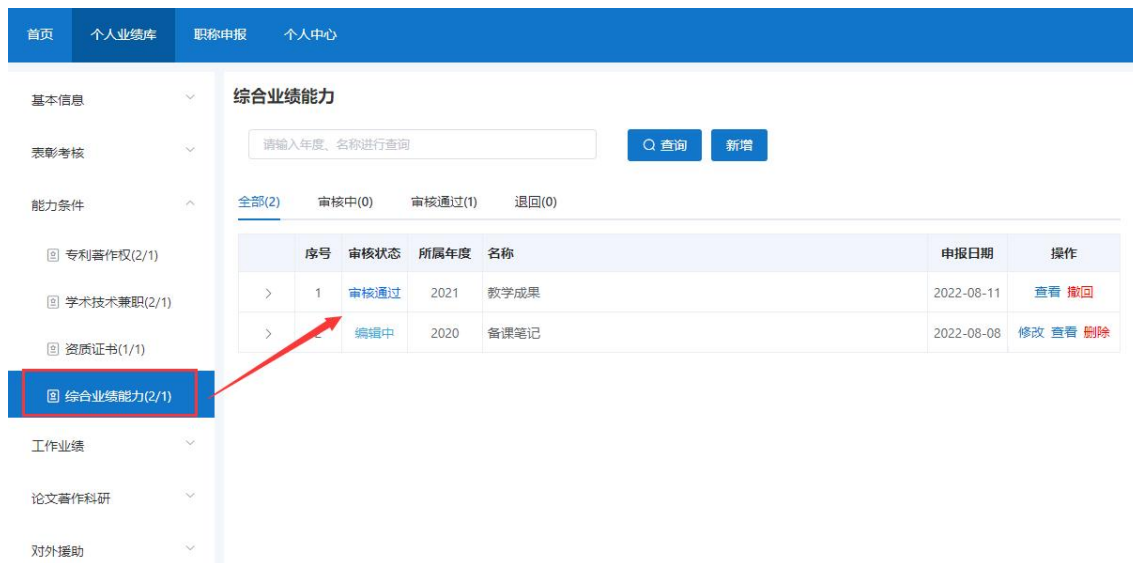 首页 个人业绩库 职称申报 个人中心
基本信息
表彰考核
能力条件
专利著作权(2/1)
学术技术兼职(2/1)
资质证书(1/1)
综合业绩能力(2/1)
工作业绩
论文著作科研
对外援助
综合业绩能力
请输入年度、名称进行查询 查询 新增
全部(2) 审核中(0) 审核通过(1) 退回(0)
序号 审核状态 所属年度 名称 申报日期 操作
1 审核通过 2021 教学成果 2022-08-11 查看 撤回
2 编辑中 2020 备课笔记 2022-08-08 修改 查看 删除